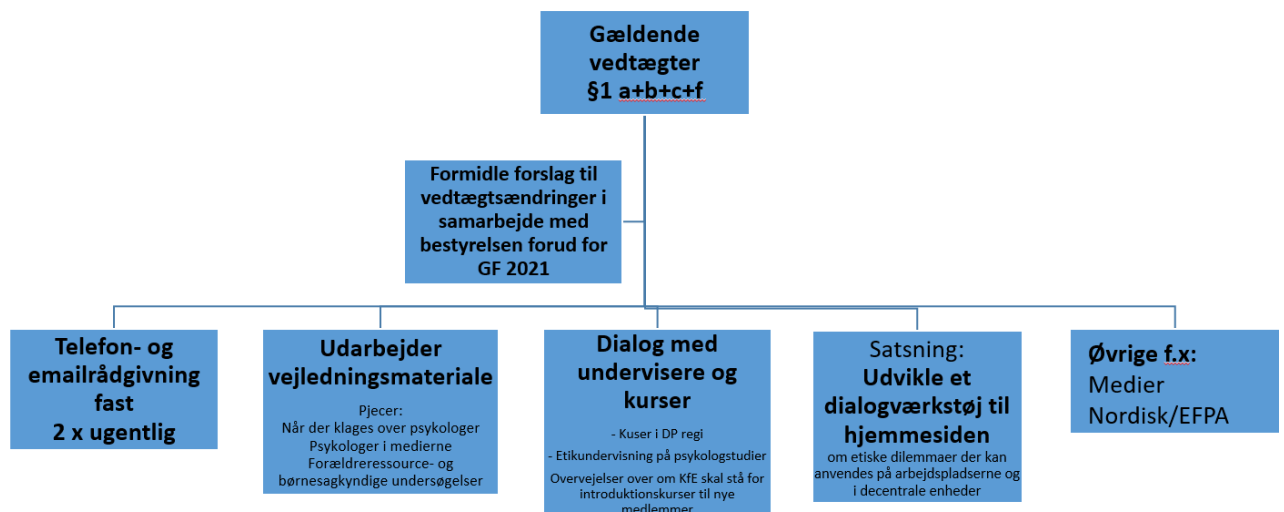 Gældende
vedtægter
§1 a+b+c+f
Formidle forslag til
vedtægtsændringer i
samarbejde med
bestyrelsen forud for
GF 2021
Telefon- og
emailrådgivning
fast
2 x ugentlig
Udarbejder
vejledningsmateriale
Pjecer:
Når der klages over psykologer
Psykologer i medierne
Forældreressource- og
børnesagkyndige undersøgelser
Dialog med
undervisere og
kurser
- Kuser i DP regi
- Etikundervisning på psykologstudier
Overvejelser over om KfE skal stå for
introduktionskurser til nye
medlemmer
Satsning:
Udvikle et
dialogværkstøj til
hjemmesiden
om etiske dilemmaer der kan
anvendes på arbejdspladserne og
i decentrale enheder
Øvrige f.x:
Medier
Nordisk/EFPA